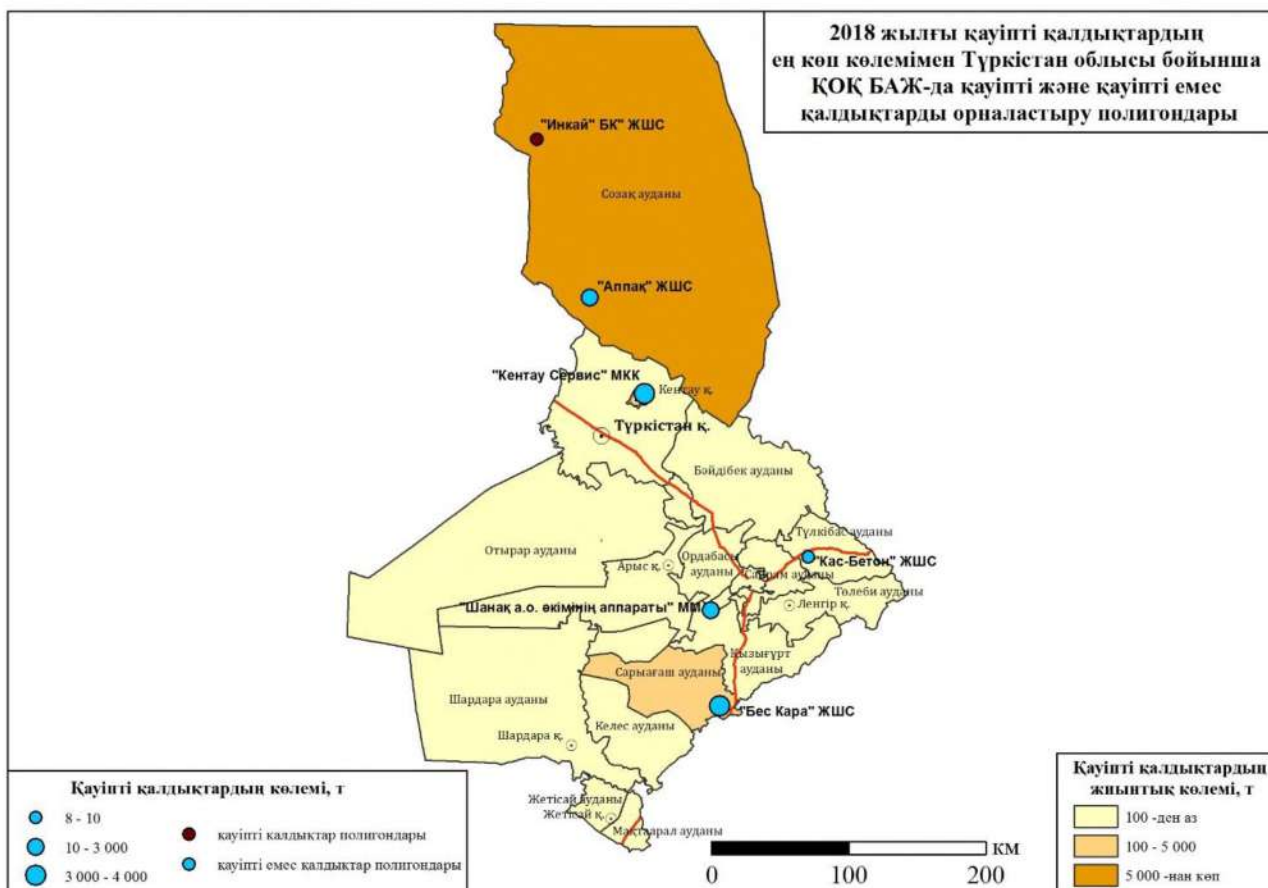 2018 жылғы қауіпті қалдықтардың
ең көп көлемімен Түркістан облысы бойынша
ҚОҚ БАЖ-да қауіпті және қауіпті емес
қалдықтарды орналастыру полигондары
"Инкай" БК" ЖШС
Созақ ауданы
"Аппақ" ЖШС
"Кентау Сервис" МКК
Кентау қ.
Түркістан қ.
Бәйдібек ауданы
Түлкібас ауданы
Отырар ауданы
Арыс қ.
Ордабасы
ауданы
"Кас-Бетон" ЖШС
Сайрам ауданы
Төлеби ауданы
"Шанақ а.о. әкімінің аппараты" ММ
Ленгір қ.
Қызығұрт
ауданы
Сарыағаш ауданы
Шардара ауданы
"Бес Кара" ЖШС
Келес ауданы
Шардара қ.
Жетісай ауданы
Жетісай қ.
Мақтаарал ауданы
Қауіпті қалдықтардың көлемі, т
8 - 10
10 - 3 000
3 000 - 4 000
қауіпті қалдықтар полигондары
қауіпті емес қалдықтар полигондары
КМ
0 100 200
Қауіпті қалдықтардың
жиынтық көлемі, т
100 -ден аз
100 - 5 000
5 000 -нан көп